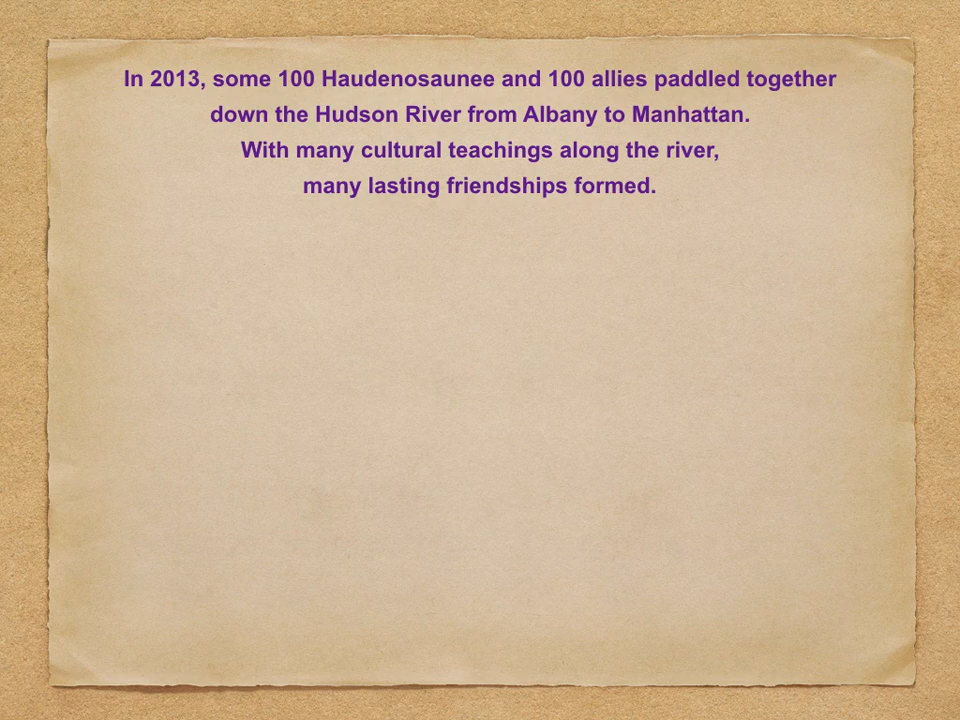 In 2013, some 100 Haudenosaunee and 100 allies paddled together
down the Hudson River from Albany to Manhattan.
With many cultural teachings along the river,
many lasting friendships formed.